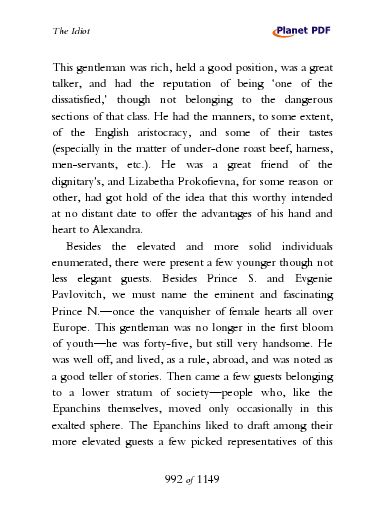 The Idiot
Planet PDF
This gentleman was rich, held a good position, was a great
talker, and had the reputation of being ‘one of the
dissatisfied,’ though not belonging to the dangerous
sections of that class. He had the manners, to some extent,
of the English aristocracy, and some of their tastes
(especially in the matter of under-done roast beef, harness,
men-servants, etc.). He was a great friend of the
dignitary’s, and Lizabetha Prokofievna, for some reason or
other, had got hold of the idea that this worthy intended
at no distant date to offer the advantages of his hand and
heart to Alexandra.
Besides the elevated and more solid individuals
enumerated, there were present a few younger though not
less elegant guests. Besides Prince S. and Evgenie
Pavlovitch, we must name the eminent and fascinating
Prince N.—once the vanquisher of female hearts all over
Europe. This gentleman was no longer in the first bloom
of youth—he was forty-five, but still very handsome. He
was well off, and lived, as a rule, abroad, and was noted as
a good teller of stories. Then came a few guests belonging
to a lower stratum of society—people who, like the
Epanchins themselves, moved only occasionally in this
exalted sphere. The Epanchins liked to draft among their
more elevated guests a few picked representatives of this
992 of 1149